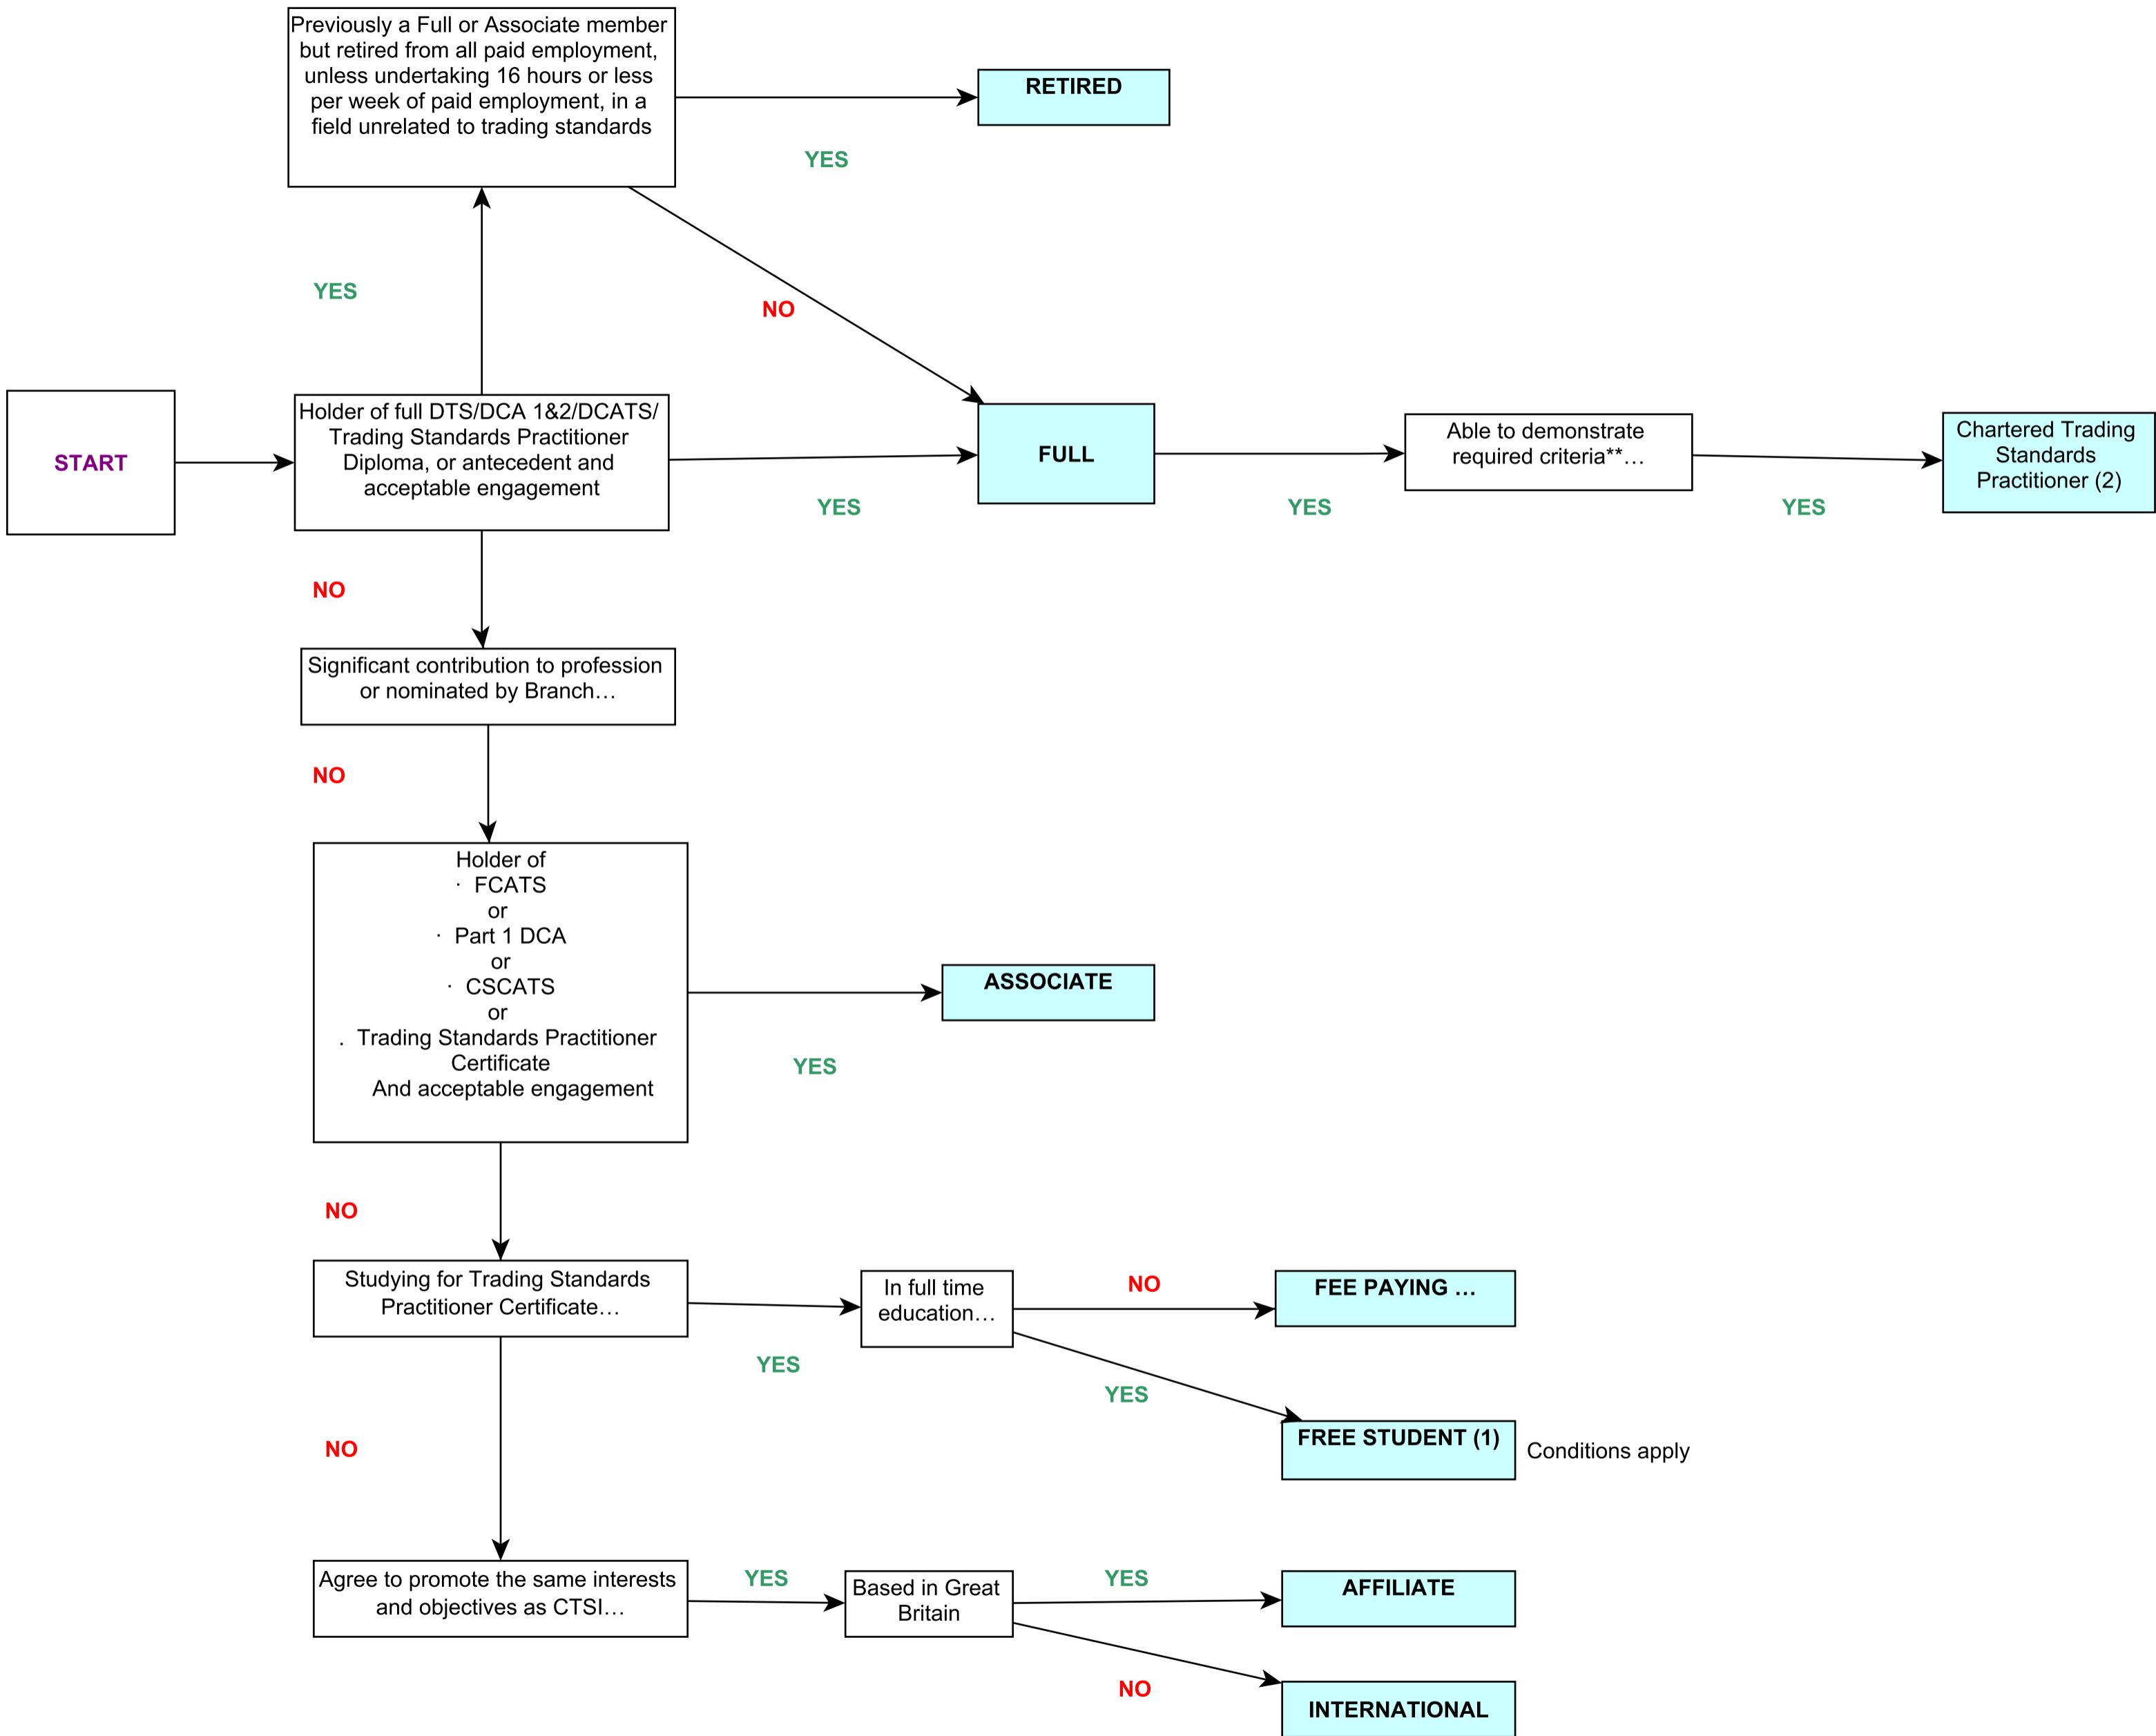 Previously a Full or Associate member
but retired from all paid employment,
unless undertaking 16 hours or less
per week of paid employment, in a
field unrelated to trading standards
RETIRED
YES
YES
NO
START
Holder of full DTS/DCA 1&2/DCATS/
Trading Standards Practitioner
Diploma, or antecedent and
acceptable engagement
FULL
Able to demonstrate
required criteria**…
Chartered Trading
Standards
Practitioner (2)
YES
YES
YES
NO
Significant contribution to profession
or nominated by Branch…
NO
Holder of
· FCATS
or
· Part 1 DCA
or
· CSCATS
or
. Trading Standards Practitioner
Certificate
And acceptable engagement
ASSOCIATE
YES
NO
Studying for Trading Standards
Practitioner Certificate…
In full time
education…
NO
FEE PAYING …
YES
YES
FREE STUDENT (1)
Conditions apply
NO
Agree to promote the same interests
and objectives as CTSI…
YES
Based in Great
Britain
YES
AFFILIATE
NO
INTERNATIONAL